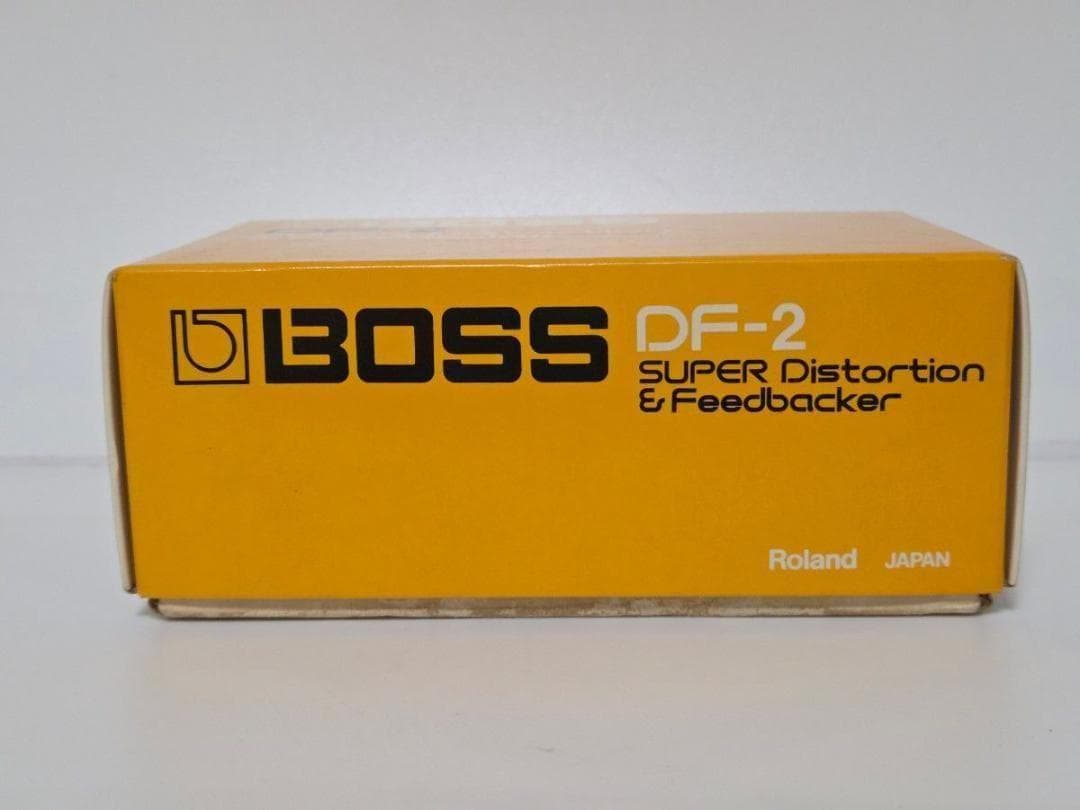 BOSS DF-2
SUPER Distortion
& Feedbacker
Roland JAPAN